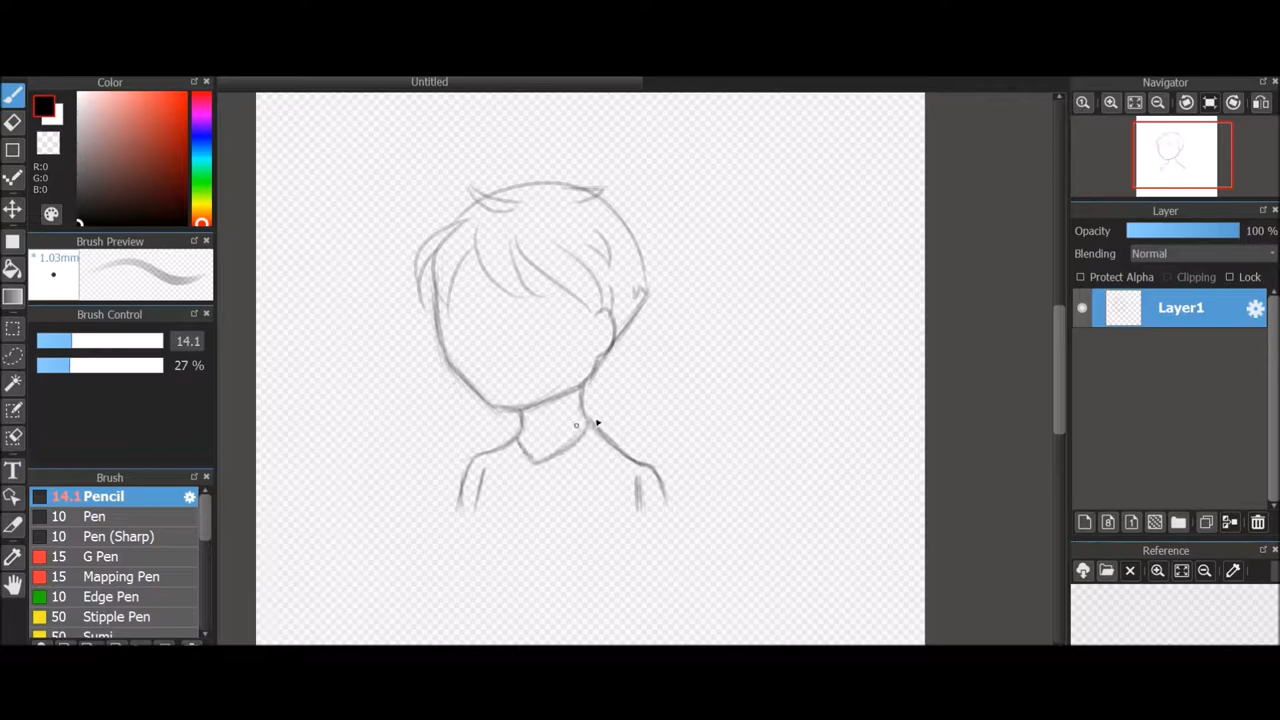 Color
Untitled
Navigator
R:0
G:0
B:0
Layer
Opacity 100 %
Brush Preview
Blending Normal
* 1.03mm
Protect Alpha Clipping Lock
Layer1
Brush Control
14.1
27 %
Brush
14.1 Pencil
10 Pen
10 Pen (Sharp)
15 G Pen
Reference
15 Mapping Pen
10 Edge Pen
50 Stipple Pen
50 Sumi